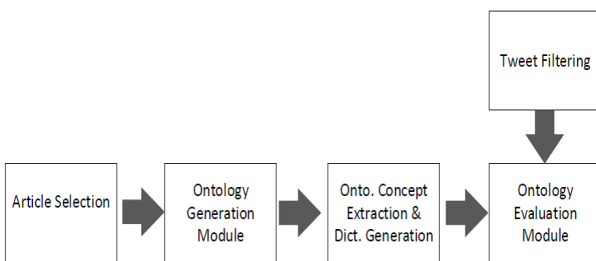 Tweet Filtering
Article Selection
Ontology
Generation
Module
Onto. Concept
Extraction &
Dict. Generation
Ontology
Evaluation
Module